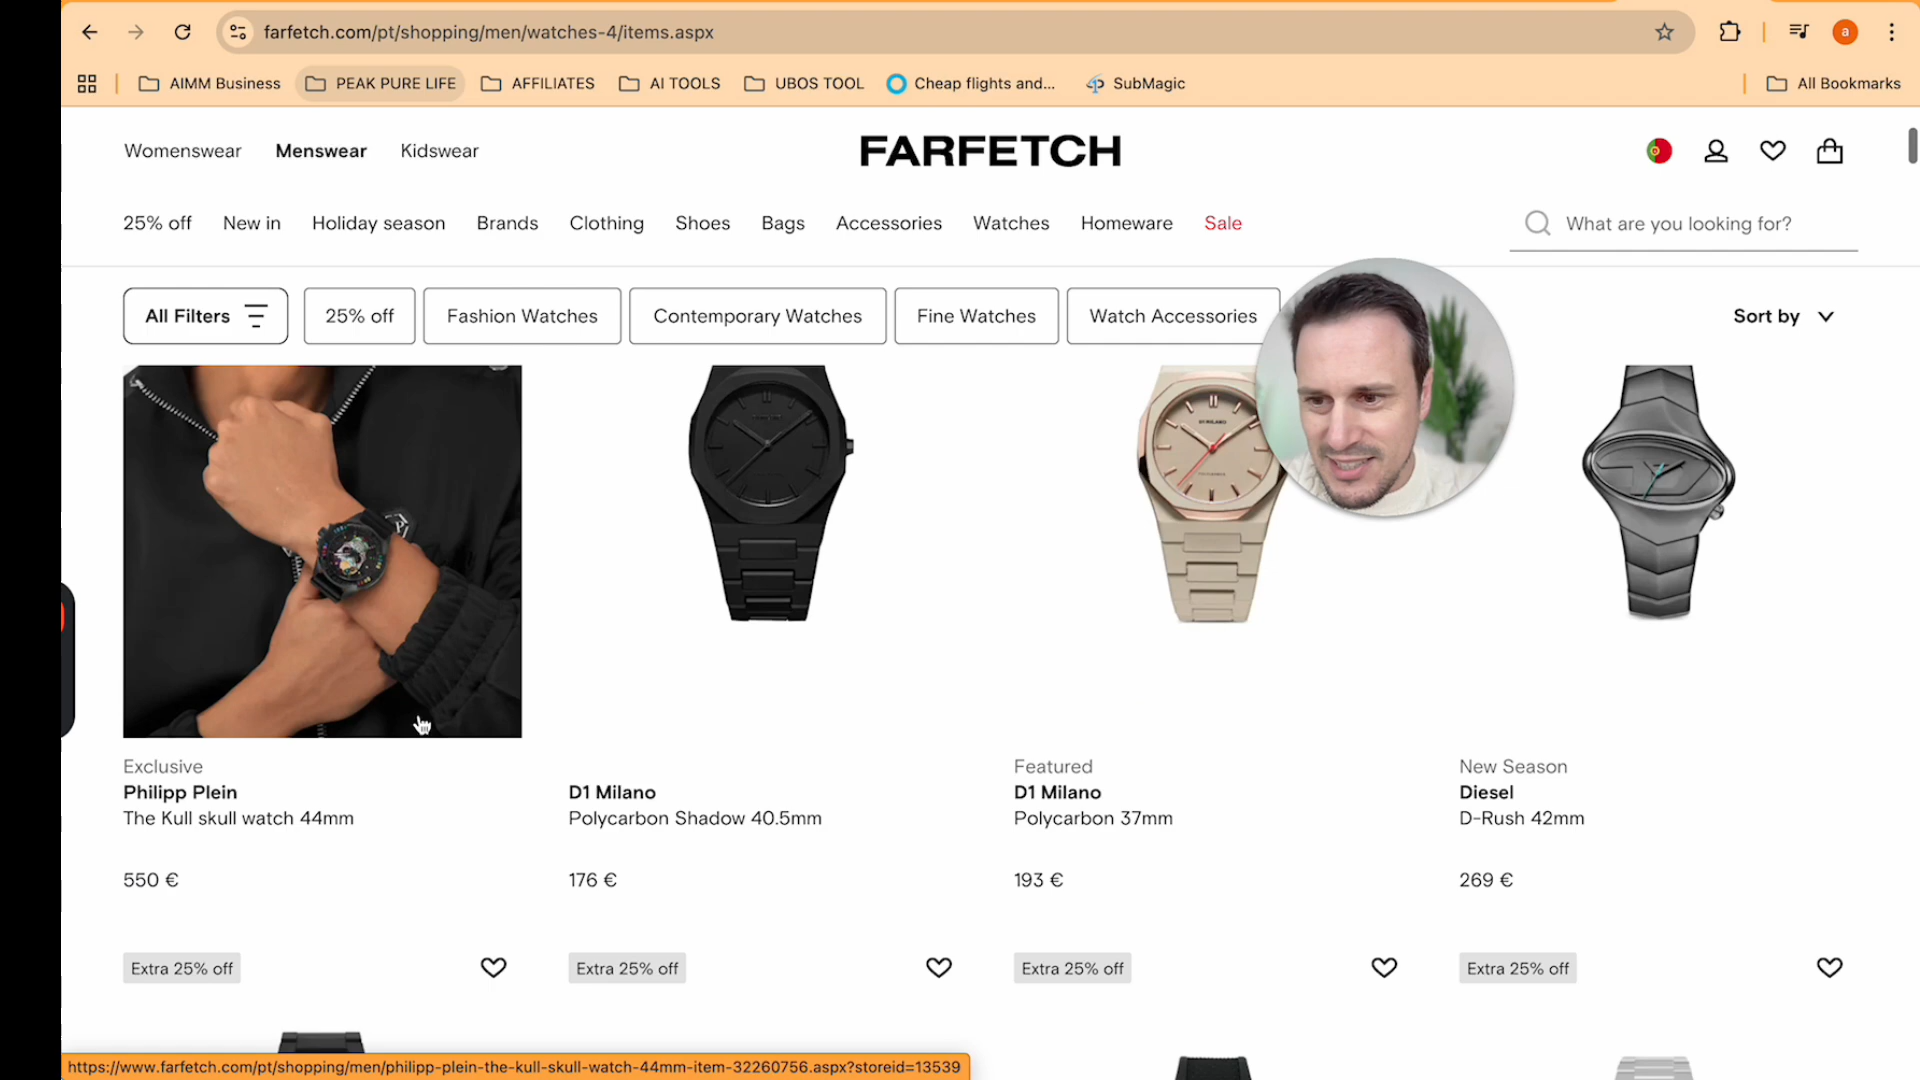 farfetch.com/pt/shopping/men/watches-4/items.aspx
a
AIMM Business
PEAK PURE LIFE
AFFILIATES
AI TOOLS
UBOS TOOL
Cheap flights and...
SubMagic
All Bookmarks
Womenswear
Menswear
Kidswear
FARFETCH
25% off
New in
Holiday season
Brands
Clothing
Shoes
Bags
Accessories
Watches
Homeware
Sale
What are you looking for?
All Filters
25% off
Fashion Watches
Contemporary Watches
Fine Watches
Watch Accessories
Sort by
D1 MILANO
Exclusive
Philipp Plein
The Kull skull watch 44mm
550 €
D1 Milano
Polycarbon Shadow 40.5mm
176 €
Featured
D1 Milano
Polycarbon 37mm
193 €
New Season
Diesel
D-Rush 42mm
269 €
Extra 25% off
Extra 25% off
Extra 25% off
Extra 25% off
https://www.farfetch.com/pt/shopping/men/philipp-plein-the-kull-skull-watch-44mm-item-32260756.aspx?storeid=13539